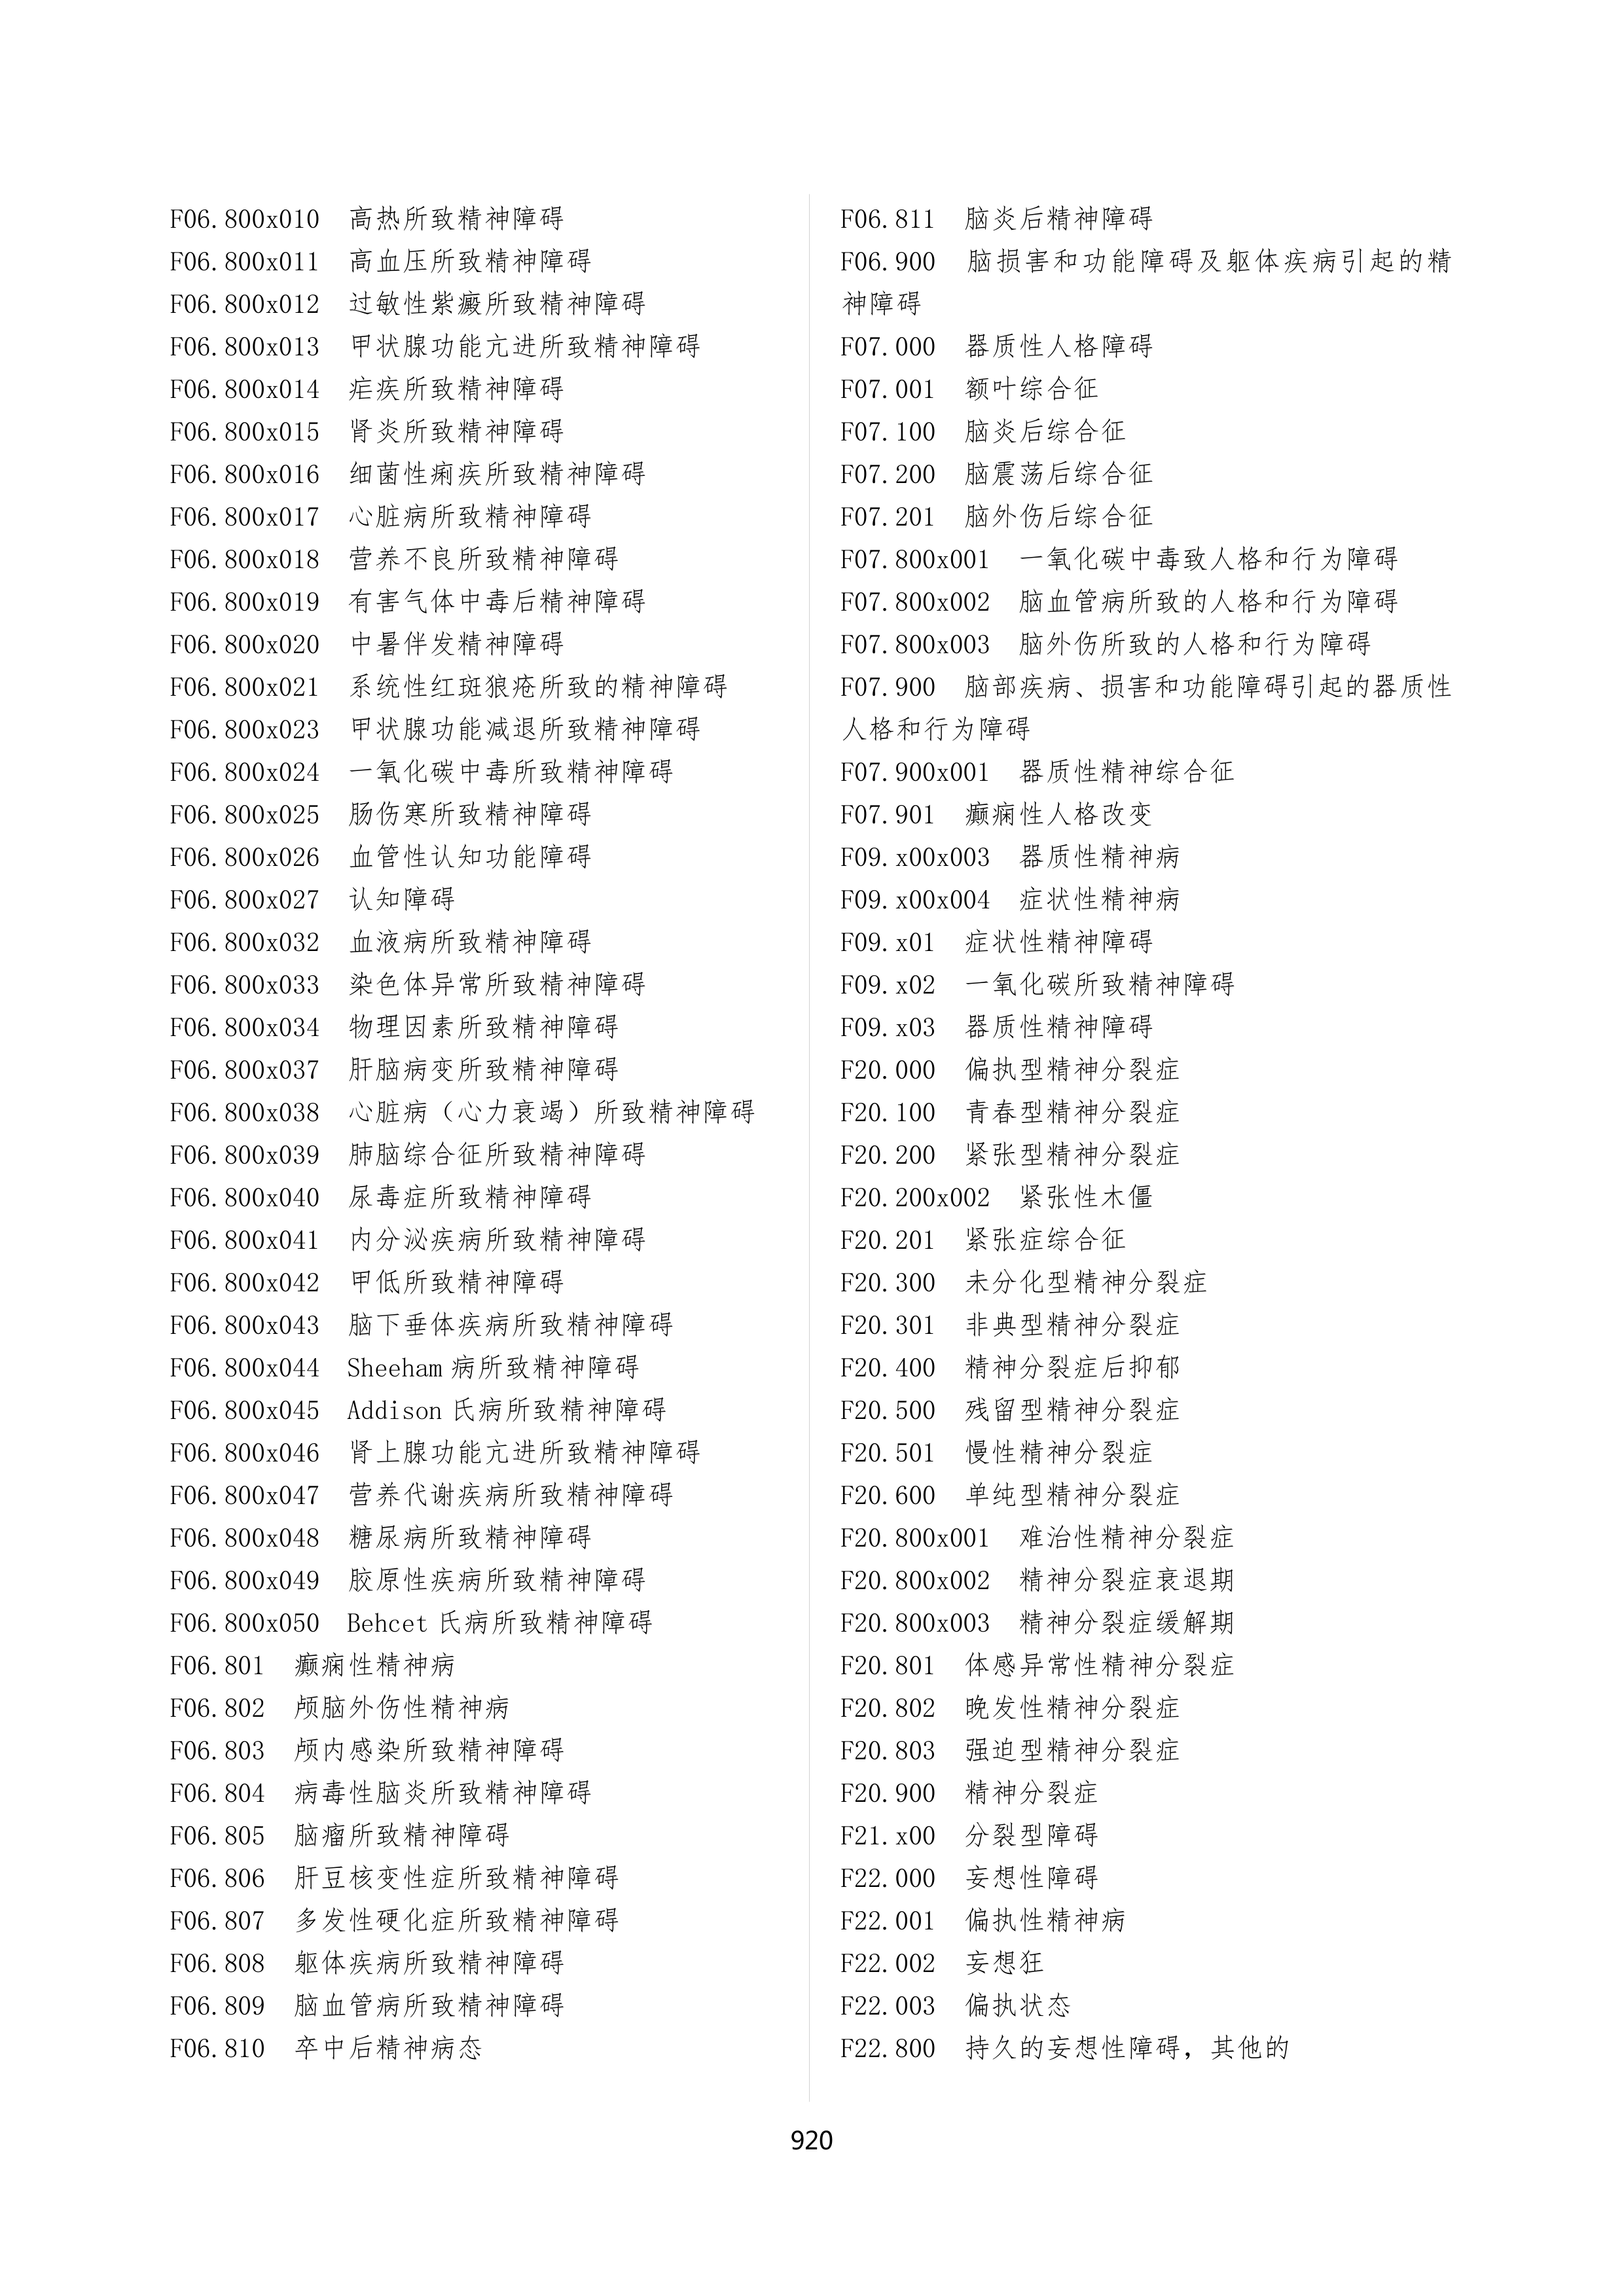 F06.800x010 高热所致精神障碍
F06.800x011 高血压所致精神障碍
F06.800x012 过敏性紫癜所致精神障碍
F06.800x013 甲状腺功能亢进所致精神障碍
F06.800x014 疟疾所致精神障碍
F06.800x015 肾炎所致精神障碍
F06.800x016 细菌性痢疾所致精神障碍
F06.800x017 心脏病所致精神障碍
F06.800x018 营养不良所致精神障碍
F06.800x019 有害气体中毒后精神障碍
F06.800x020 中暑伴发精神障碍
F06.800x021 系统性红斑狼疮所致的精神障碍
F06.800x023 甲状腺功能减退所致精神障碍
F06.800x024 一氧化碳中毒所致精神障碍
F06.800x025 肠伤寒所致精神障碍
F06.800x026 血管性认知功能障碍
F06.800x027 认知障碍
F06.800x032 血液病所致精神障碍
F06.800x033 染色体异常所致精神障碍
F06.800x034 物理因素所致精神障碍
F06.800x037 肝脑病变所致精神障碍
F06.800x038 心脏病（心力衰竭）所致精神障碍
F06.800x039 肺脑综合征所致精神障碍
F06.800x040 尿毒症所致精神障碍
F06.800x041 内分泌疾病所致精神障碍
F06.800x042 甲低所致精神障碍
F06.800x043 脑下垂体疾病所致精神障碍
F06.800x044 Sheeham 病所致精神障碍
F06.800x045 Addison 氏病所致精神障碍
F06.800x046 肾上腺功能亢进所致精神障碍
F06.800x047 营养代谢疾病所致精神障碍
F06.800x048 糖尿病所致精神障碍
F06.800x049 胶原性疾病所致精神障碍
F06.800x050 Behcet 氏病所致精神障碍
F06.801 癫痫性精神病
F06.802 颅脑外伤性精神病
F06.803 颅内感染所致精神障碍
F06.804 病毒性脑炎所致精神障碍
F06.805 脑瘤所致精神障碍
F06.806 肝豆核变性症所致精神障碍
F06.807 多发性硬化症所致精神障碍
F06.808 躯体疾病所致精神障碍
F06.809 脑血管病所致精神障碍
F06.810 卒中后精神病态
F06.811 脑炎后精神障碍
F06.900 脑损害和功能障碍及躯体疾病引起的精
神障碍
F07.000 器质性人格障碍
F07.001 额叶综合征
F07.100 脑炎后综合征
F07.200 脑震荡后综合征
F07.201 脑外伤后综合征
F07.800x001 一氧化碳中毒致人格和行为障碍
F07.800x002 脑血管病所致的人格和行为障碍
F07.800x003 脑外伤所致的人格和行为障碍
F07.900 脑部疾病、损害和功能障碍引起的器质性
人格和行为障碍
F07.900x001 器质性精神综合征
F07.901 癫痫性人格改变
F09.x00x003 器质性精神病
F09.x00x004 症状性精神病
F09.x01 症状性精神障碍
F09.x02 一氧化碳所致精神障碍
F09.x03 器质性精神障碍
F20.000 偏执型精神分裂症
F20.100 青春型精神分裂症
F20.200 紧张型精神分裂症
F20.200x002 紧张性木僵
F20.201 紧张症综合征
F20.300 未分化型精神分裂症
F20.301 非典型精神分裂症
F20.400 精神分裂症后抑郁
F20.500 残留型精神分裂症
F20.501 慢性精神分裂症
F20.600 单纯型精神分裂症
F20.800x001 难治性精神分裂症
F20.800x002 精神分裂症衰退期
F20.800x003 精神分裂症缓解期
F20.801 体感异常性精神分裂症
F20.802 晚发性精神分裂症
F20.803 强迫型精神分裂症
F20.900 精神分裂症
F21.x00 分裂型障碍
F22.000 妄想性障碍
F22.001 偏执性精神病
F22.002 妄想狂
F22.003 偏执状态
F22.800 持久的妄想性障碍，其他的
920